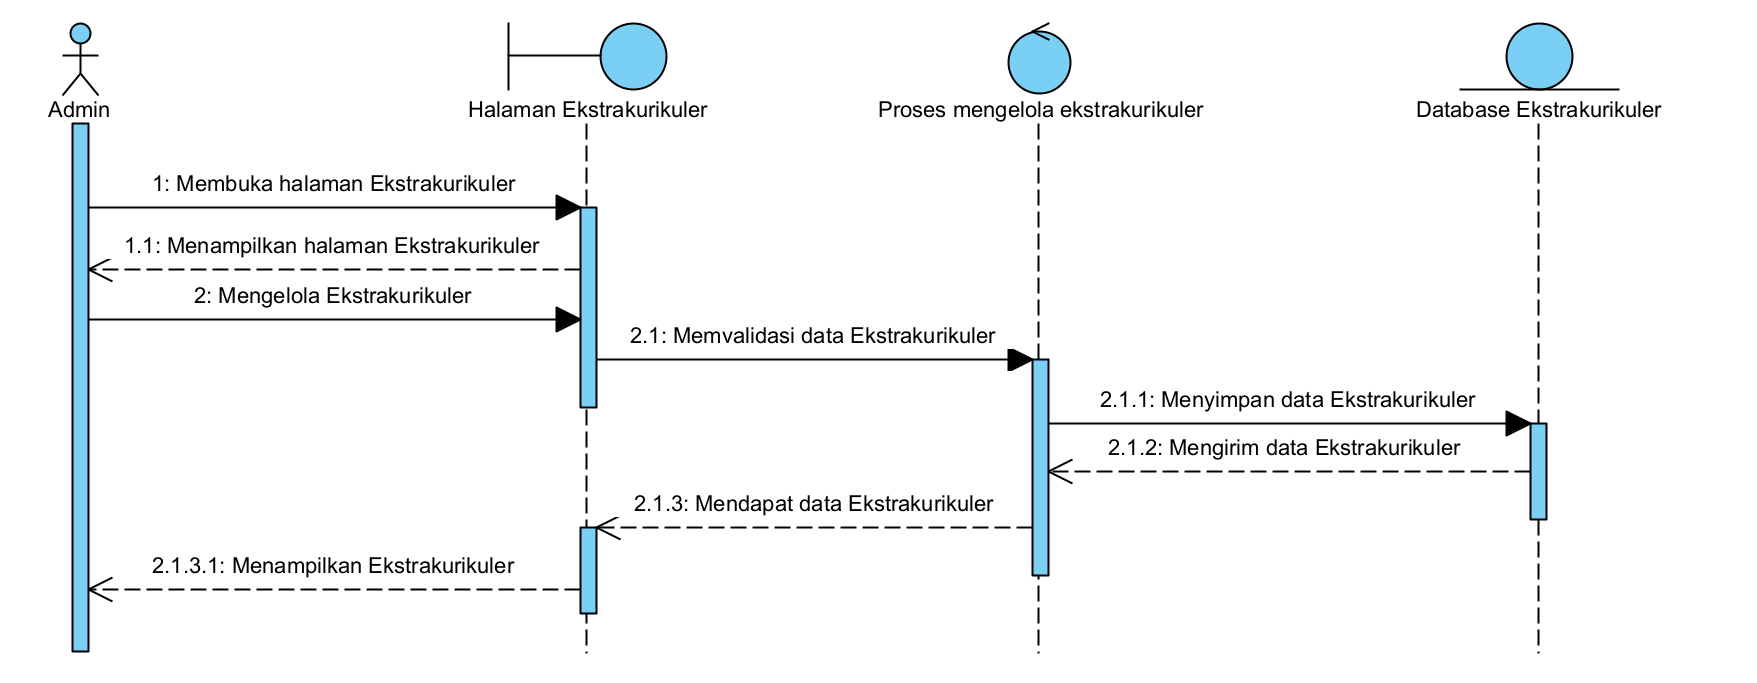 Admin
Halaman Ekstrakurikuler
Proses mengelola ekstrakurikuler
Database Ekstrakurikuler
1: Membuka halaman Ekstrakurikuler
1.1: Menampilkan halaman Ekstrakurikuler
2: Mengelola Ekstrakurikuler
2.1: Memvalidasi data Ekstrakurikuler
2.1.1: Menyimpan data Ekstrakurikuler
2.1.2: Mengirim data Ekstrakurikuler
2.1.3: Mendapat data Ekstrakurikuler
2.1.3.1: Menampilkan Ekstrakurikuler